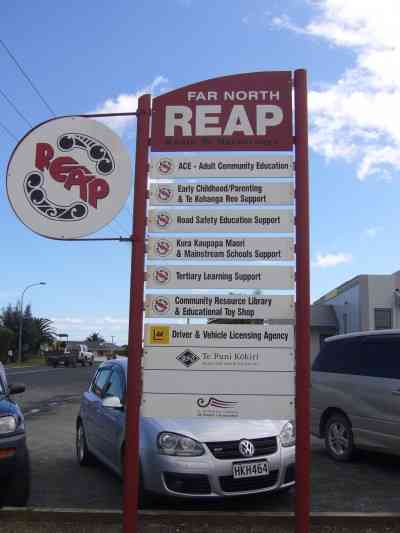 FAR NORTH
REAP
REAP
ACE - Adult Community Education
Early Childhood/Parenting
& Te Kohanga Reo Support
Road Safety Education Support
Kura Kaupapa Maori
& Mainstream Schools Support
Tertiary Learning Support
Community Resource Library
& Educational Toy Shop
Driver & Vehicle Licensing Agency
Te Puni Kōkiri
HKH464